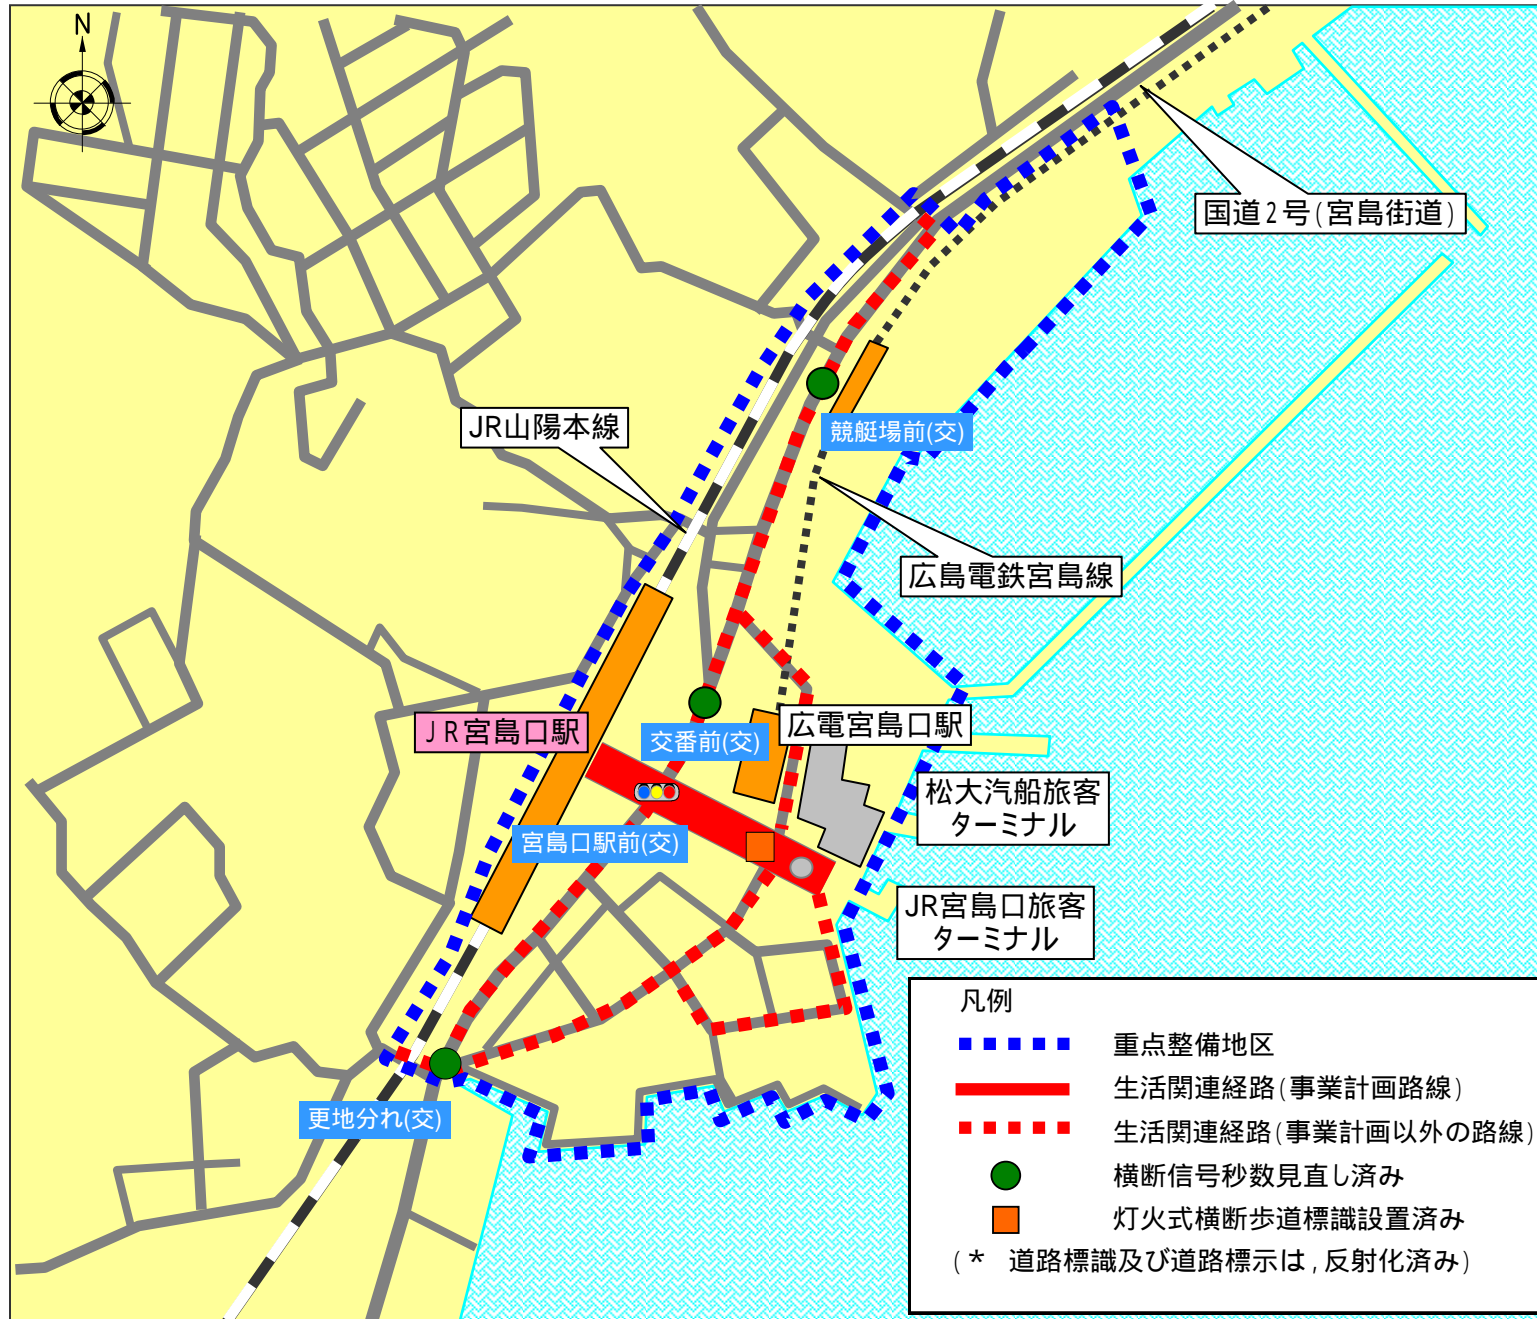 N
国道2号(宮島街道)
JR山陽本線
競艇場前(交)
広島電鉄宮島線
JR宮島口駅
交番前(交)
広電宮島口駅
松大汽船旅客
ターミナル
宮島口駅前(交)
JR宮島口旅客
ターミナル
更地分れ(交)
凡例
重点整備地区
生活関連経路(事業計画路線)
生活関連経路(事業計画以外の路線)
横断信号秒数見直し済み
灯火式横断歩道標識設置済み
(* 道路標識及び道路標示は,反射化済み)